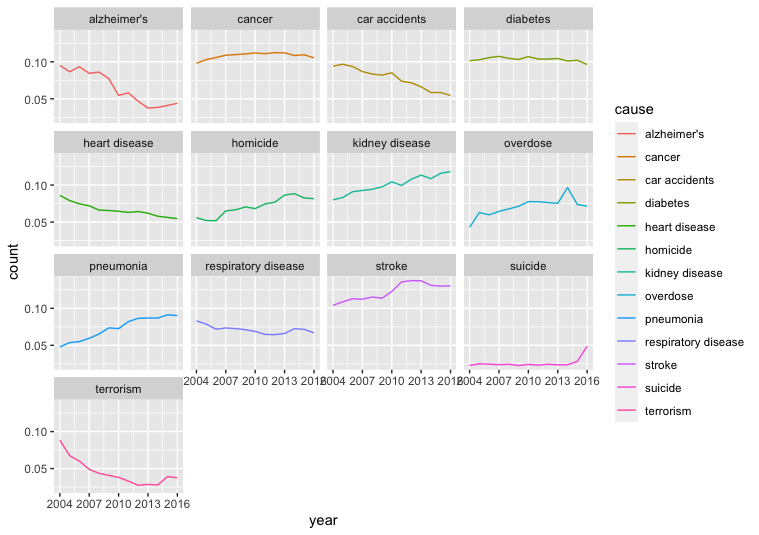 alzheimer's cancer car accidents diabetes
0.10
0.05
heart disease homicide kidney disease overdose
0.10
0.05
pneumonia respiratory disease stroke suicide
0.10
0.05
2004 2007 2010 2013 2016 2004 2007 2010 2013 2016 2004 2007 2010 2013 2016
terrorism
0.10
0.05
2004 2007 2010 2013 2016
year
count
cause
alzheimer's
cancer
car accidents
diabetes
heart disease
homicide
kidney disease
overdose
pneumonia
respiratory disease
stroke
suicide
terrorism